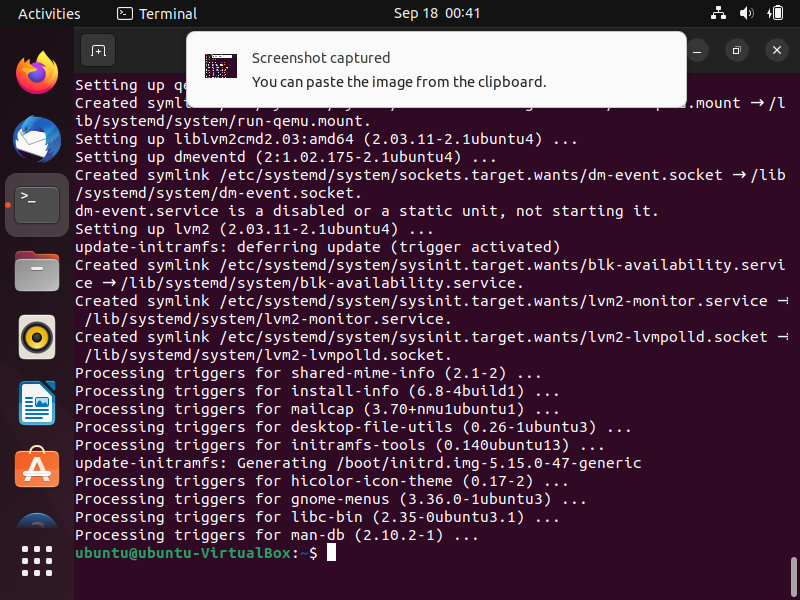 Activities
Terminal
Sep 18 00:41
Screenshot captured
You can paste the image from the clipboard.
Setting up
Created
.mount → /l
ib/systemd/system/run-qemu.mount.
Setting up liblvm2cmd2.03:amd64 (2.03.11-2.1ubuntu4) ...
Setting up dmeventd (2:1.02.175-2.1ubuntu4) ...
Created symlink /etc/systemd/system/sockets.target.wants/dm-event.socket → /lib
/systemd/system/dm-event.socket.
dm-event.service is a disabled or a static unit, not starting it.
Setting up lvm2 (2.03.11-2.1ubuntu4) ...
update-initramfs: deferring update (trigger activated)
Created symlink /etc/systemd/system/sysinit.target.wants/blk-availability.servi
ce → /lib/systemd/system/blk-availability.service.
Created symlink /etc/systemd/system/sysinit.target.wants/lvm2-monitor.service →
/lib/systemd/system/lvm2-monitor.service.
Created symlink /etc/systemd/system/sysinit.target.wants/lvm2-lvmpolld.socket →
/lib/systemd/system/lvm2-lvmpolld.socket.
Processing triggers for shared-mime-info (2.1-2) ...
Processing triggers for install-info (6.8-4build1) ...
Processing triggers for mailcap (3.70+nmu1ubuntu1) ...
Processing triggers for desktop-file-utils (0.26-1ubuntu3) ...
Processing triggers for initramfs-tools (0.140ubuntu13) ...
update-initramfs: Generating /boot/initrd.img-5.15.0-47-generic
Processing triggers for hicolor-icon-theme (0.17-2) ...
Processing triggers for gnome-menus (3.36.0-1ubuntu3) ...
Processing triggers for libc-bin (2.35-0ubuntu3.1) ...
Processing triggers for man-db (2.10.2-1) ...
ubuntu@ubuntu-VirtualBox:~$